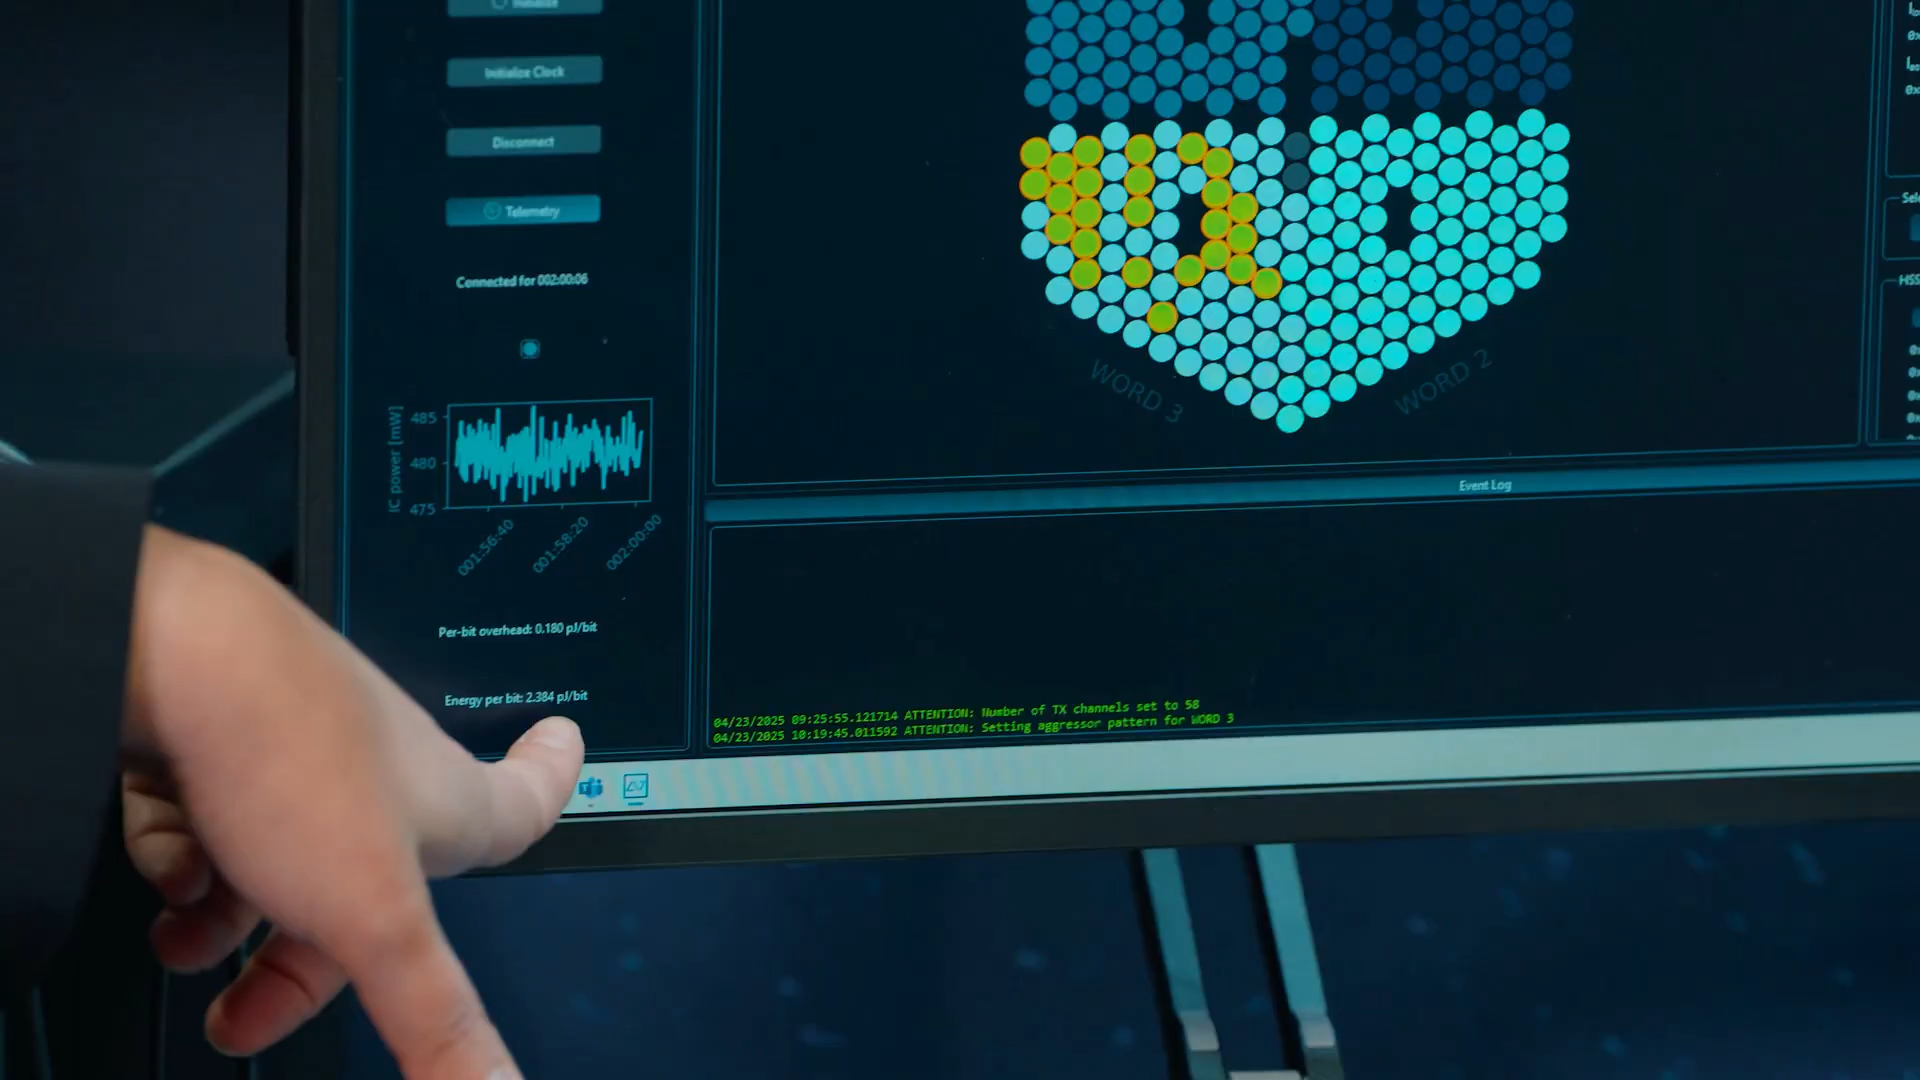 Initialize
Initialize Clock
Disconnect
Telemetry
Connected for 002:00:06
IC power [mW]
485
480
475
001:56:40
001:58:20
002:00:00
Per-bit overhead: 0.180 pJ/bit
Energy per bit: 2.384 pJ/bit
WORD 3
WORD 2
Event Log
04/23/2025 09:25:55.121714 ATTENTION: Number of TX channels set to 58
04/23/2025 10:19:45.011592 ATTENTION: Setting aggressor pattern for WORD 3